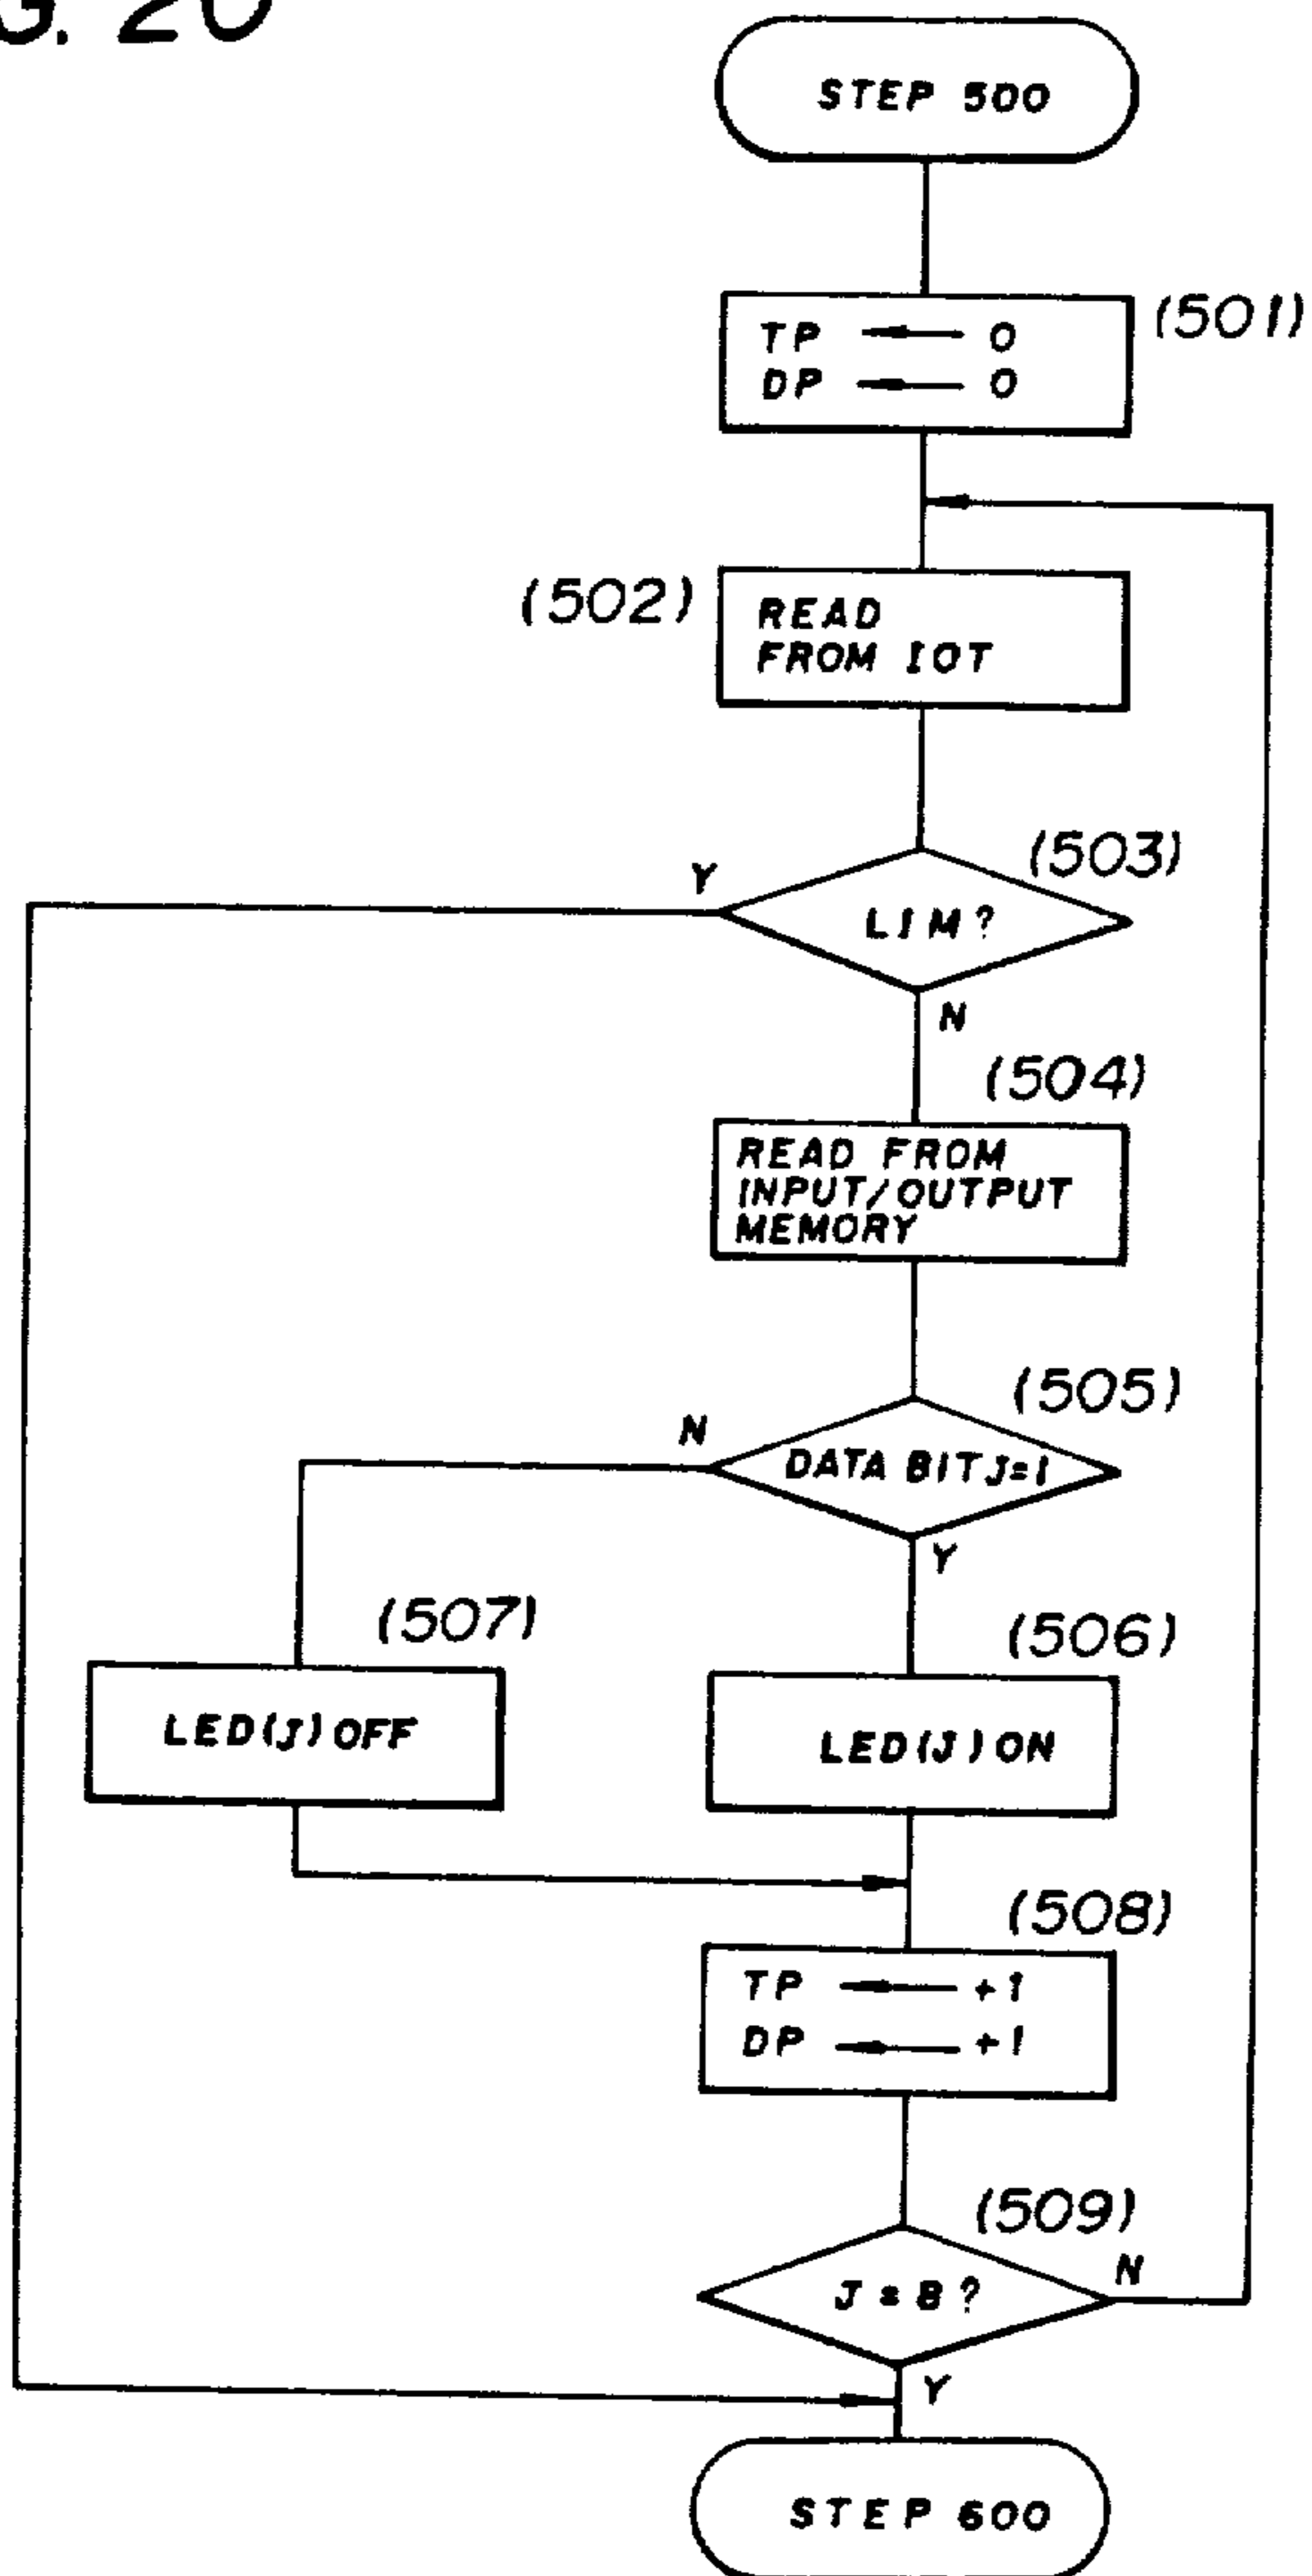 G. 20
STEP 500
TP ← 0
DP ← 0
(501)
(502)
READ
FROM IOT
(503)
Y
LIM?
N
(504)
READ FROM
INPUT/OUTPUT
MEMORY
(505)
N
DATA BIT J=1
Y
(507)
(506)
LED(J) OFF
LED(J) ON
(508)
TP ← +1
DP ← +1
(509)
J = 8 ?
N
Y
STEP 600